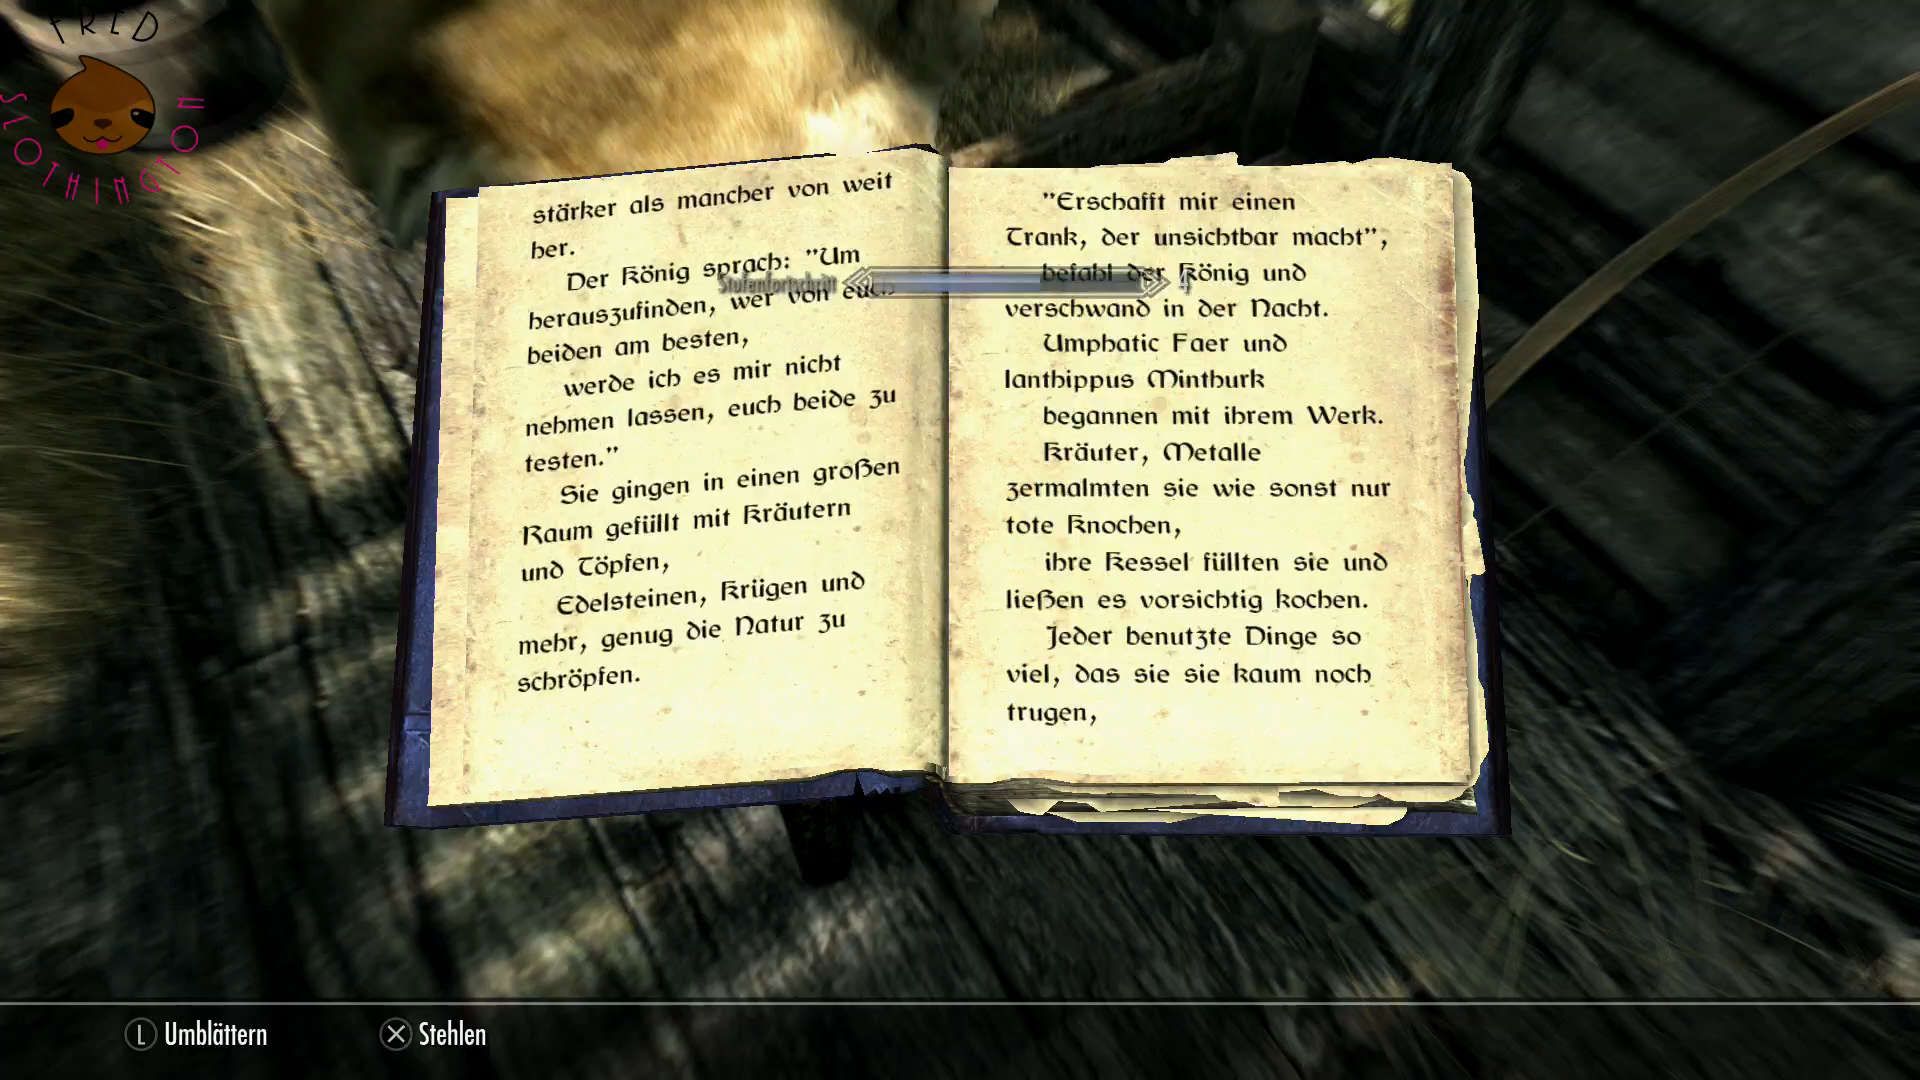 FRED
SLOTHINGTON
stärker als mancher von weit
her.
Der König sprach: "Um
herauszufinden, wer von euch
beiden am besten,
werde ich es mir nicht
nehmen lassen, euch beide zu
testen."
Sie gingen in einen großen
Raum gefüllt mit Kräutern
und Töpfen,
Edelsteinen, Krügen und
mehr, genug die Natur zu
schröpfen.
"Erschafft mir einen
Trank, der unsichtbar macht",
befahl der König und
verschwand in der Nacht.
Umphatic Faer und
Ianthippus Minthurk
begannen mit ihrem Werk.
Kräuter, Metalle
zermalmten sie wie sonst nur
tote Knochen,
ihre Kessel füllten sie und
ließen es vorsichtig kochen.
Jeder benutzte Dinge so
viel, das sie sie kaum noch
trugen,
Stufenfortschritt 4
L Umblättern
X Stehlen